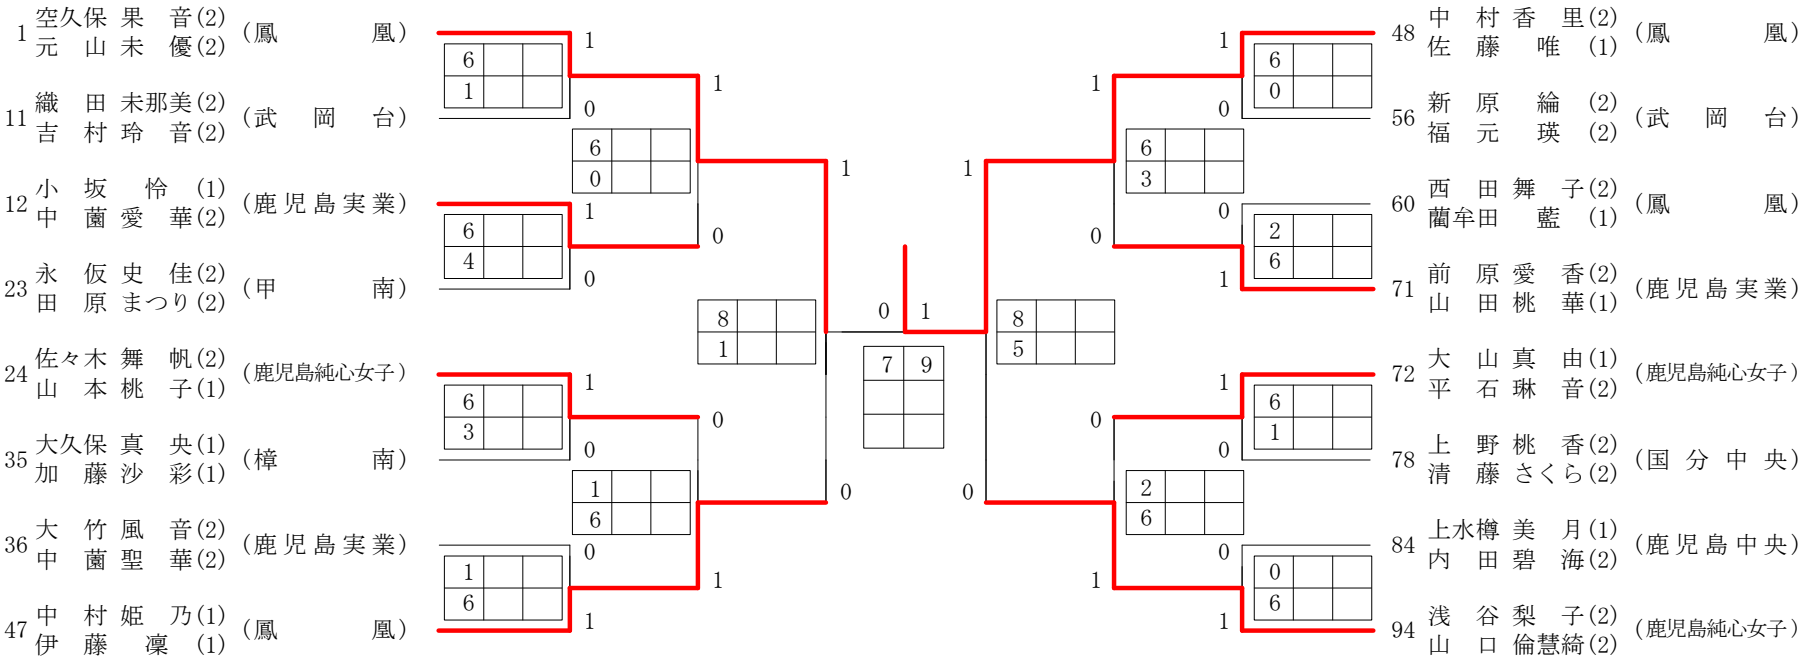 1 空久保 果 音(2) (鳳 凰)
元 山 未 優(2)
11 織 田 未那美(2) (武 岡 台)
吉 村 玲 音(2)
12 小 坂 怜 (1) (鹿児島実業)
中 薗 愛 華(2)
23 永 仮 史 佳(2) (甲 南)
田 原 まつり(2)
24 佐々木 舞 帆(2) (鹿児島純心女子)
山 本 桃 子(1)
35 大久保 真 央(1) (樟 南)
加 藤 沙 彩(1)
36 大 竹 風 音(2) (鹿児島実業)
中 薗 聖 華(2)
47 中 村 姫 乃(1) (鳳 凰)
伊 藤 凜 (1)
1
6
1
0
1
6
4
0
1
6
3
0
0
1
6
1
1
6
0
0
0
1
6
1
1
8
1
0
0 1
7 9
1
8
5
0
1
6
3
0
0
2
6
1
1
6
0
0
0
2
6
1
1
6
1
0
0
0
6
1
48 中 村 香 里(2) (鳳 凰)
佐 藤 唯 (1)
56 新 原 綸 (2) (武 岡 台)
福 元 瑛 (2)
60 西 田 舞 子(2) (鳳 凰)
藺牟田 藍 (1)
71 前 原 愛 香(2) (鹿児島実業)
山 田 桃 華(1)
72 大 山 真 由(1) (鹿児島純心女子)
平 石 琳 音(2)
78 上 野 桃 香(2) (国分中央)
清 藤 さくら(2)
84 上水樽 美 月(1) (鹿児島中央)
内 田 碧 海(2)
94 浅 谷 梨 子(2) (鹿児島純心女子)
山 口 倫慧綺(2)